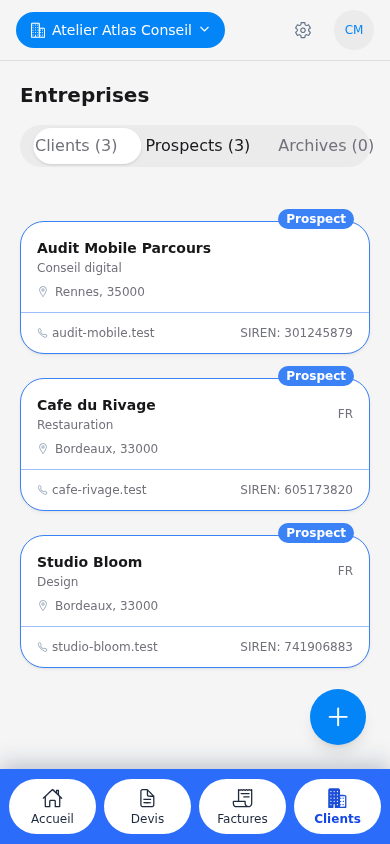 Atelier Atlas Conseil
CM
Entreprises
Clients (3) Prospects (3) Archives (0)
Prospect
Audit Mobile Parcours
Conseil digital
Rennes, 35000
audit-mobile.test SIREN: 301245879
Prospect
Cafe du Rivage
FR
Restauration
Bordeaux, 33000
cafe-rivage.test SIREN: 605173820
Prospect
Studio Bloom
FR
Design
Bordeaux, 33000
studio-bloom.test SIREN: 741906883
Accueil Devis Factures Clients